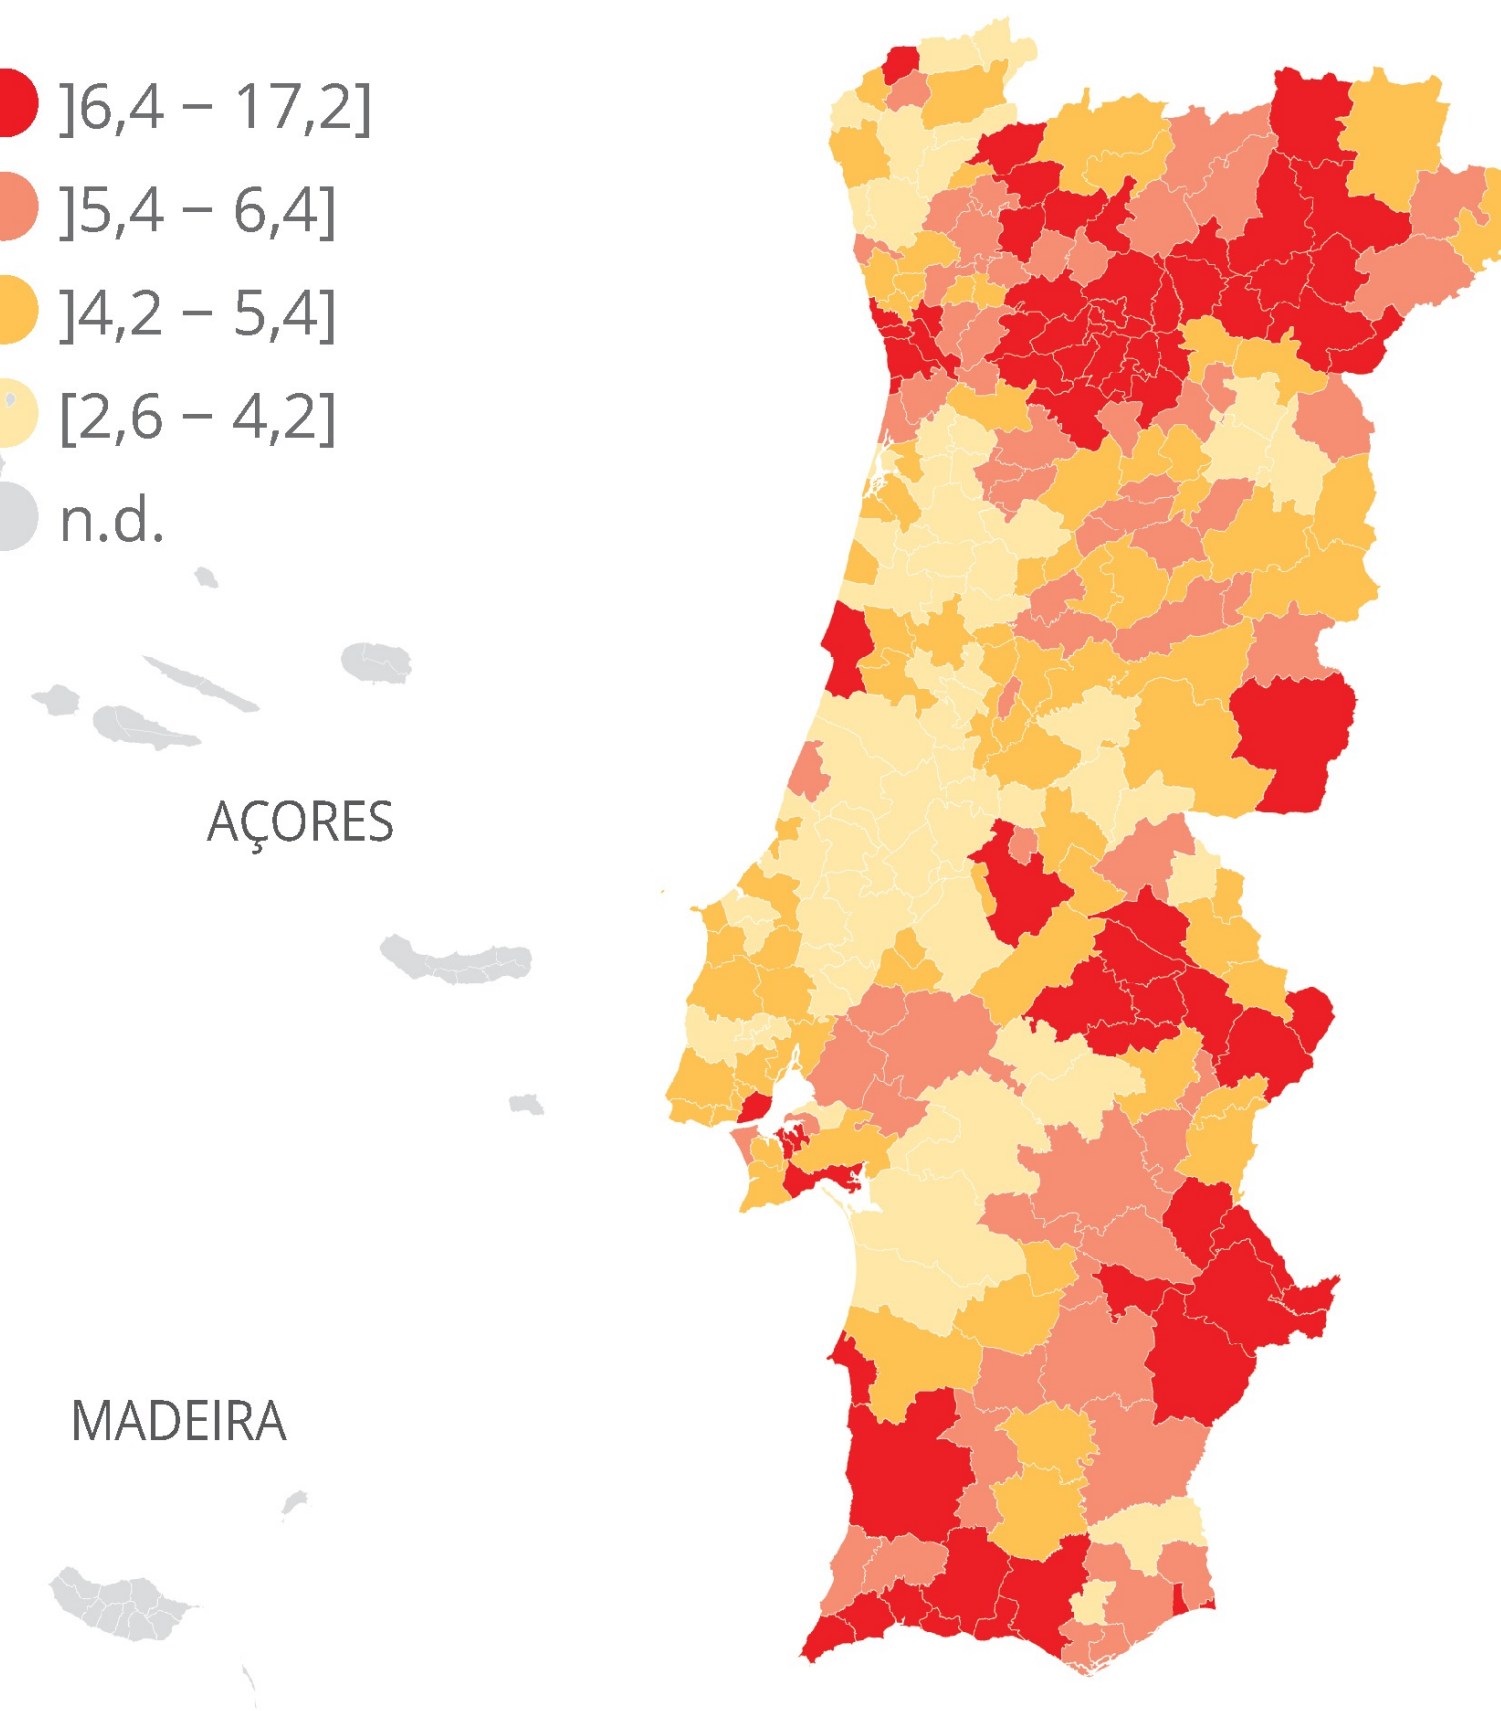 ]6,4 – 17,2]
]5,4 – 6,4]
]4,2 – 5,4]
[2,6 – 4,2]
n.d.
AÇORES
MADEIRA